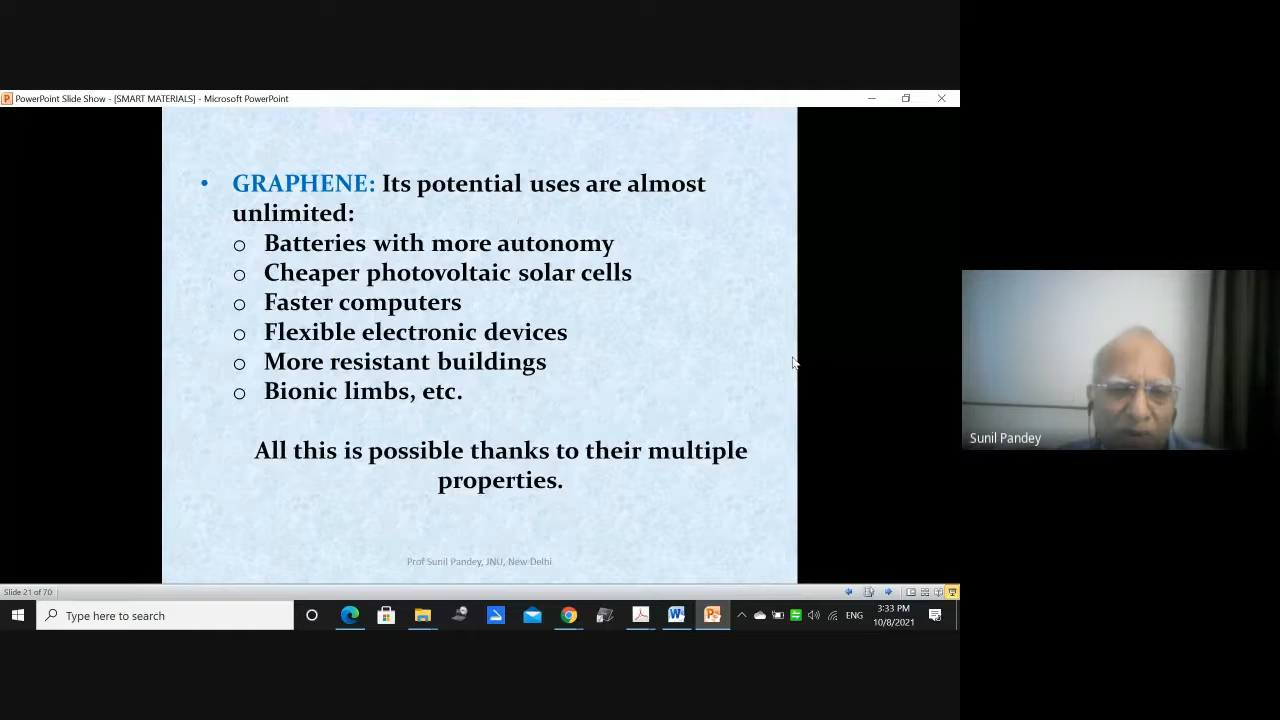 PowerPoint Slide Show - [SMART MATERIALS] - Microsoft PowerPoint
• GRAPHENE: Its potential uses are almost
unlimited:
o Batteries with more autonomy
o Cheaper photovoltaic solar cells
o Faster computers
o Flexible electronic devices
o More resistant buildings
o Bionic limbs, etc.
All this is possible thanks to their multiple
properties.
Prof Sunil Pandey, JNU, New Delhi
Sunil Pandey
Slide 21 of 70
Type here to search
ENG
3:33 PM
10/8/2021